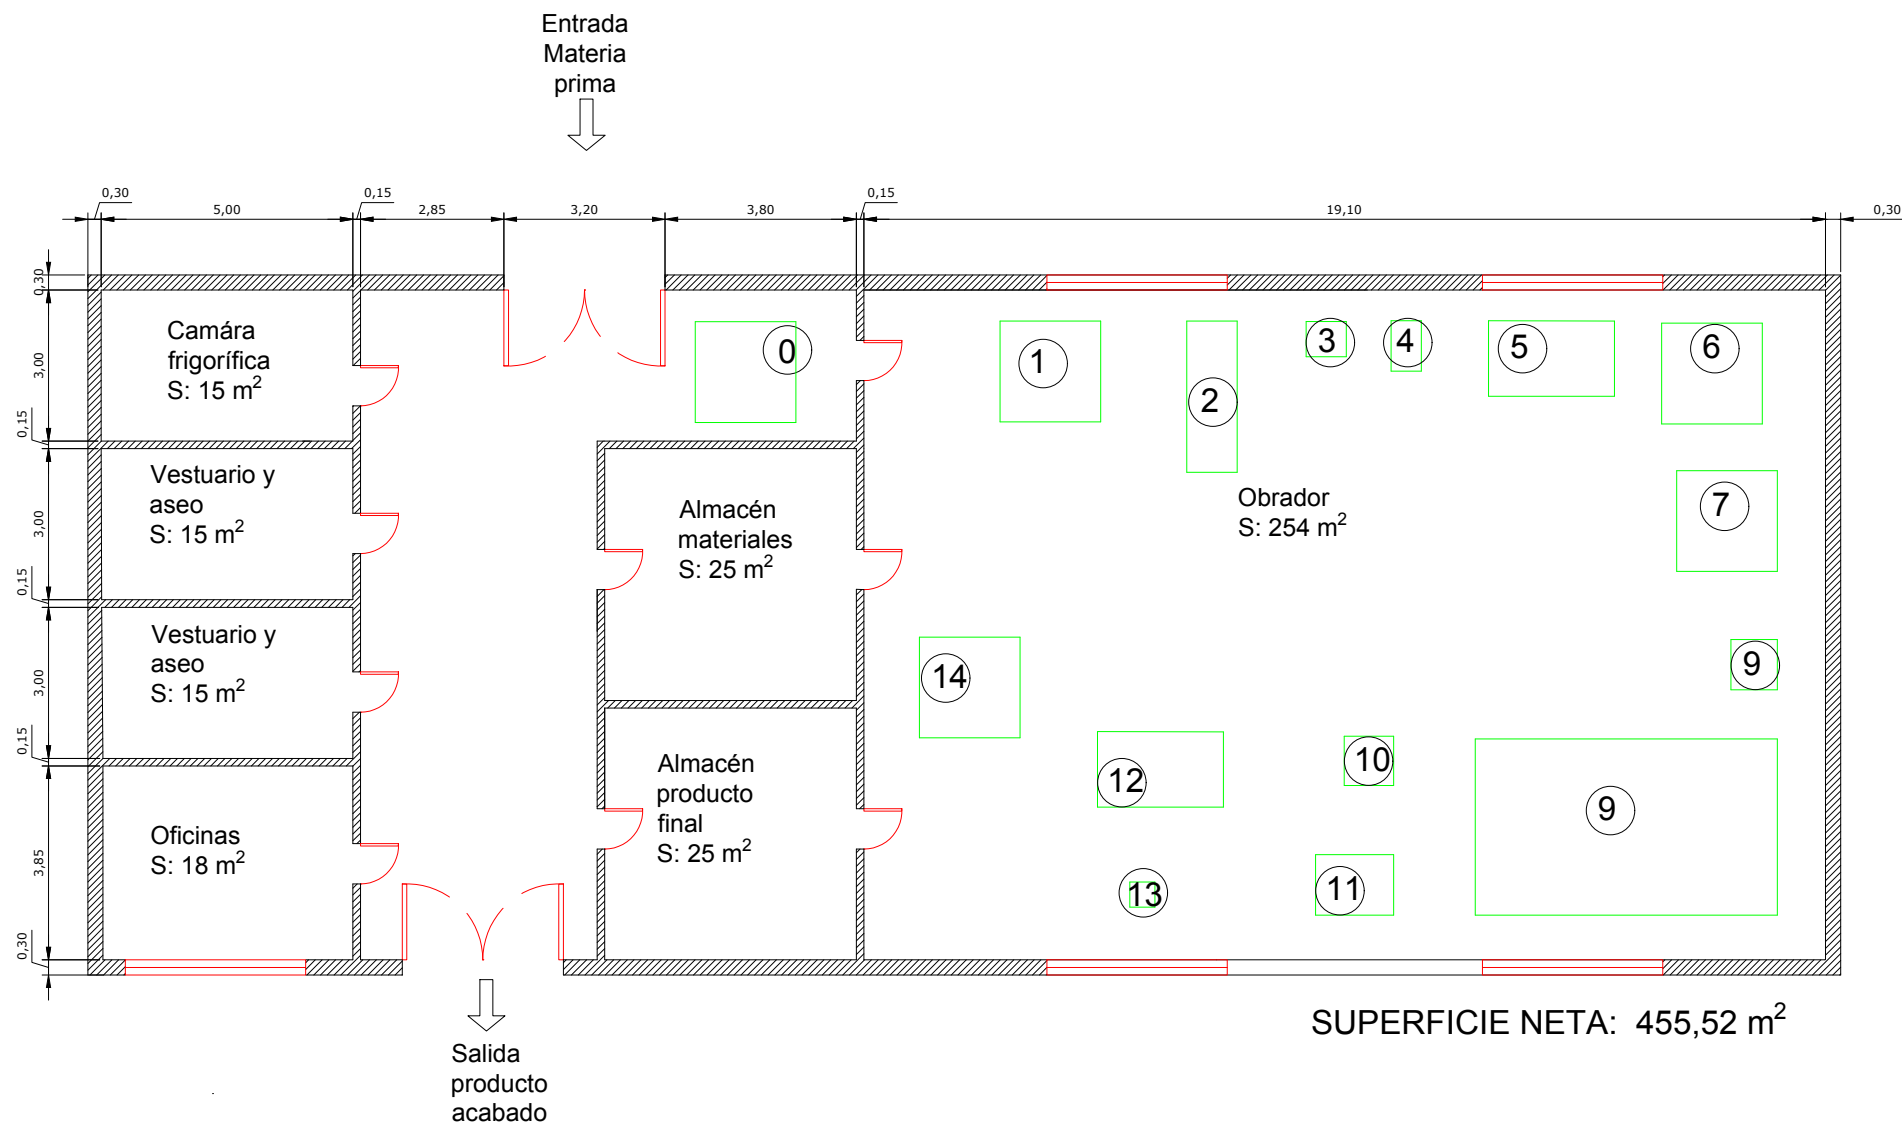 Entrada
Materia
prima
0,30
5,00
0,15
2,85
3,20
3,80
0,15
19,10
0,30
0,30
3,00
0,15
3,00
0,15
3,00
0,15
3,85
0,30
Camára
frigorífica
S: 15 m²
Vestuario y
aseo
S: 15 m²
Vestuario y
aseo
S: 15 m²
Oficinas
S: 18 m²
Almacén
materiales
S: 25 m²
Almacén
producto
final
S: 25 m²
Obrador
S: 254 m²
0
1
2
3
4
5
6
7
9
9
10
11
12
13
14
SUPERFICIE NETA: 455,52 m²
Salida
producto
acabado